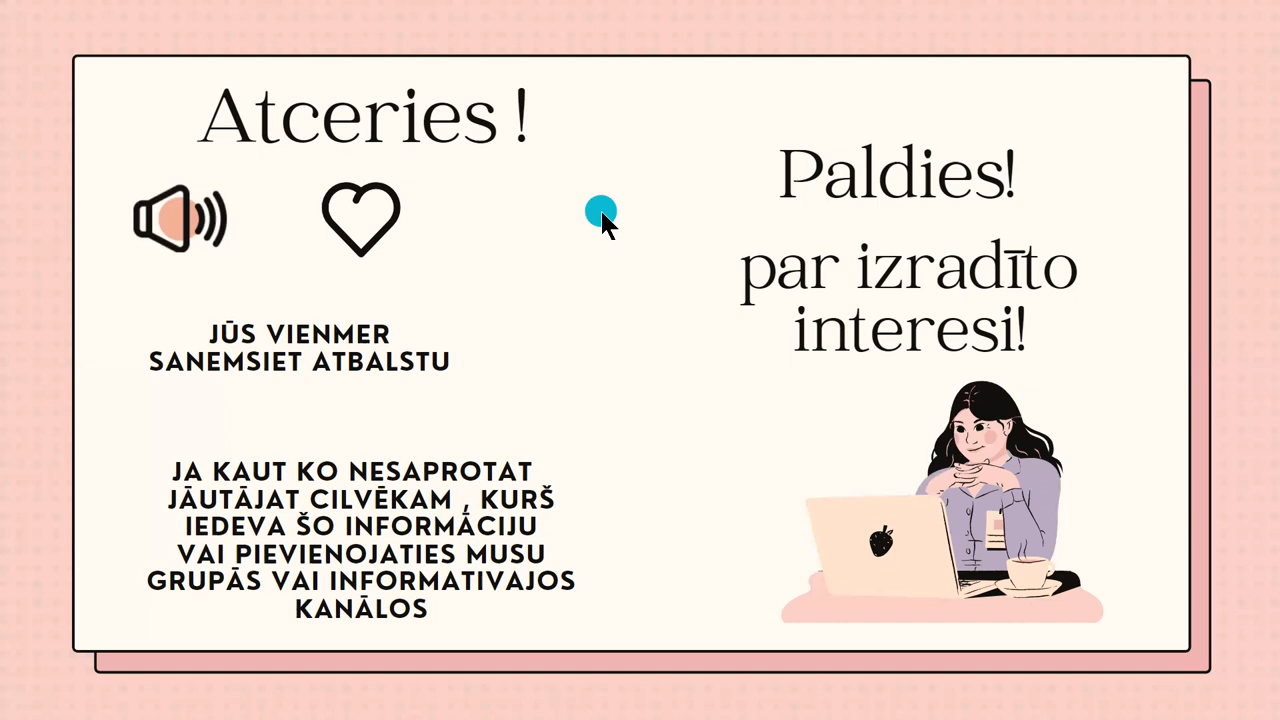 Atceries !
JŪS VIENMER
SANEMSIET ATBALSTU
JA KAUT KO NESAPROTAT
JĀUTĀJAT CILVĒKAM , KURŠ
IEDEVA ŠO INFORMĀCIJU
VAI PIEVIENOJATIES MUSU
GRUPĀS VAI INFORMATIVAJOS
KANĀLOS
Paldies!
par izradīto
interesi!